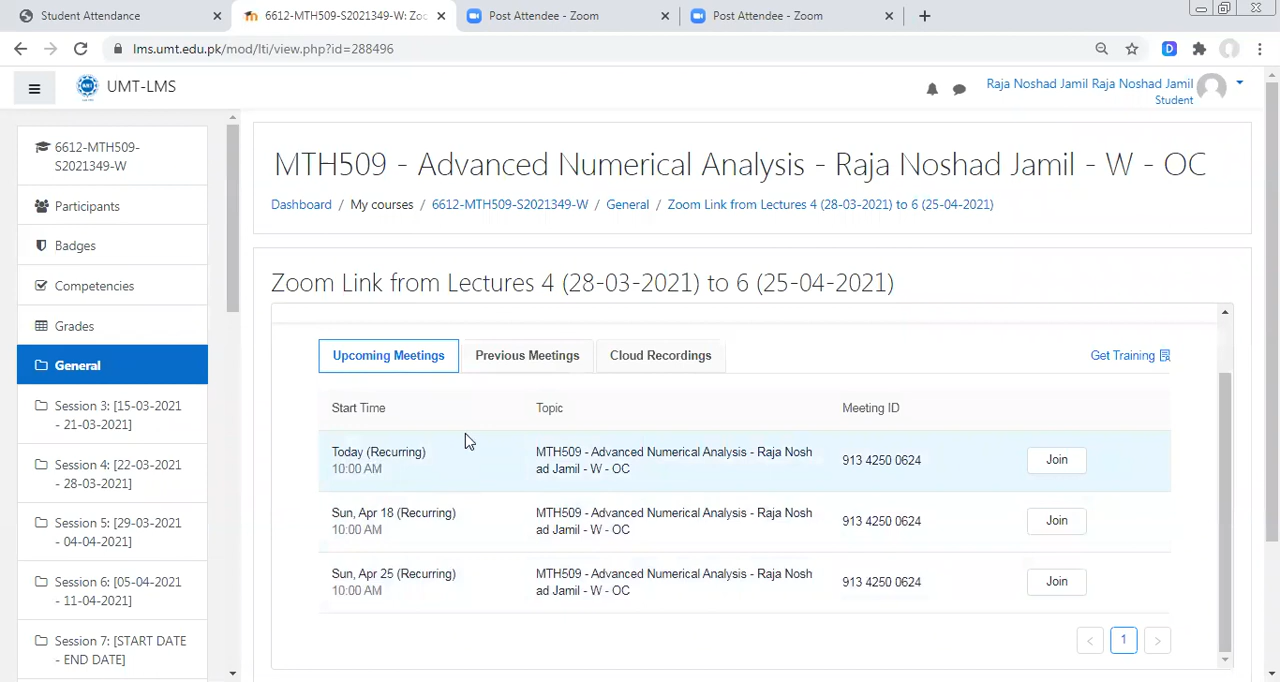 Student Attendance
6612-MTH509-S2021349-W: Zoo
Post Attendee - Zoom
Post Attendee - Zoom
lms.umt.edu.pk/mod/lti/view.php?id=288496
UMT-LMS
Raja Noshad Jamil Raja Noshad Jamil
Student
6612-MTH509-
S2021349-W
Participants
Badges
Competencies
Grades
General
Session 3: [15-03-2021
- 21-03-2021]
Session 4: [22-03-2021
- 28-03-2021]
Session 5: [29-03-2021
- 04-04-2021]
Session 6: [05-04-2021
- 11-04-2021]
Session 7: [START DATE
- END DATE]
MTH509 - Advanced Numerical Analysis - Raja Noshad Jamil - W - OC
Dashboard / My courses / 6612-MTH509-S2021349-W / General / Zoom Link from Lectures 4 (28-03-2021) to 6 (25-04-2021)
Zoom Link from Lectures 4 (28-03-2021) to 6 (25-04-2021)
Upcoming Meetings Previous Meetings Cloud Recordings Get Training
Start Time Topic Meeting ID
Today (Recurring)
10:00 AM
MTH509 - Advanced Numerical Analysis - Raja Nosh
ad Jamil - W - OC
913 4250 0624
Join
Sun, Apr 18 (Recurring)
10:00 AM
MTH509 - Advanced Numerical Analysis - Raja Nosh
ad Jamil - W - OC
913 4250 0624
Join
Sun, Apr 25 (Recurring)
10:00 AM
MTH509 - Advanced Numerical Analysis - Raja Nosh
ad Jamil - W - OC
913 4250 0624
Join
< 1 >